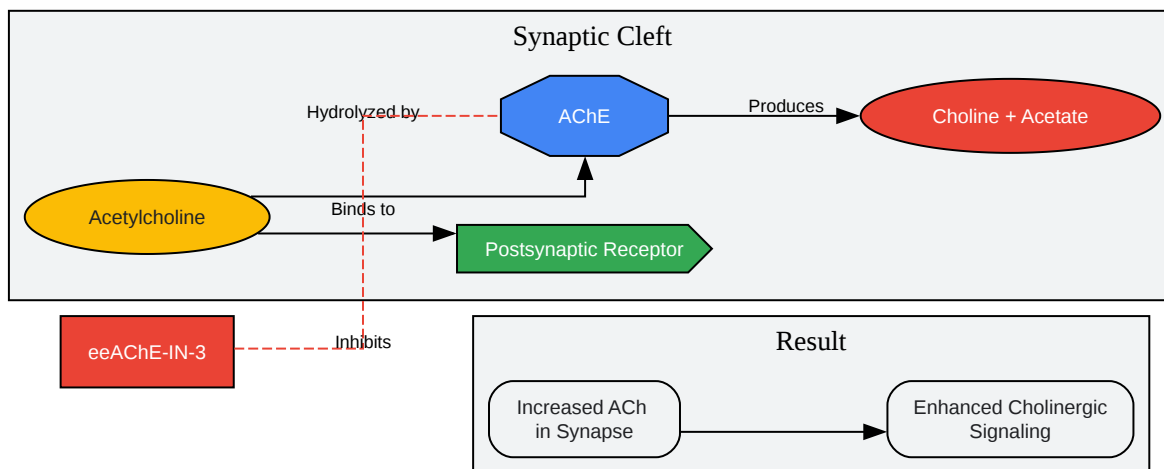 Synaptic Cleft
Hydrolyzed by
AChE
Produces
Choline + Acetate
Acetylcholine
Binds to
Postsynaptic Receptor
eeAChE-IN-3
Inhibits
Result
Increased ACh
in Synapse
Enhanced Cholinergic
Signaling